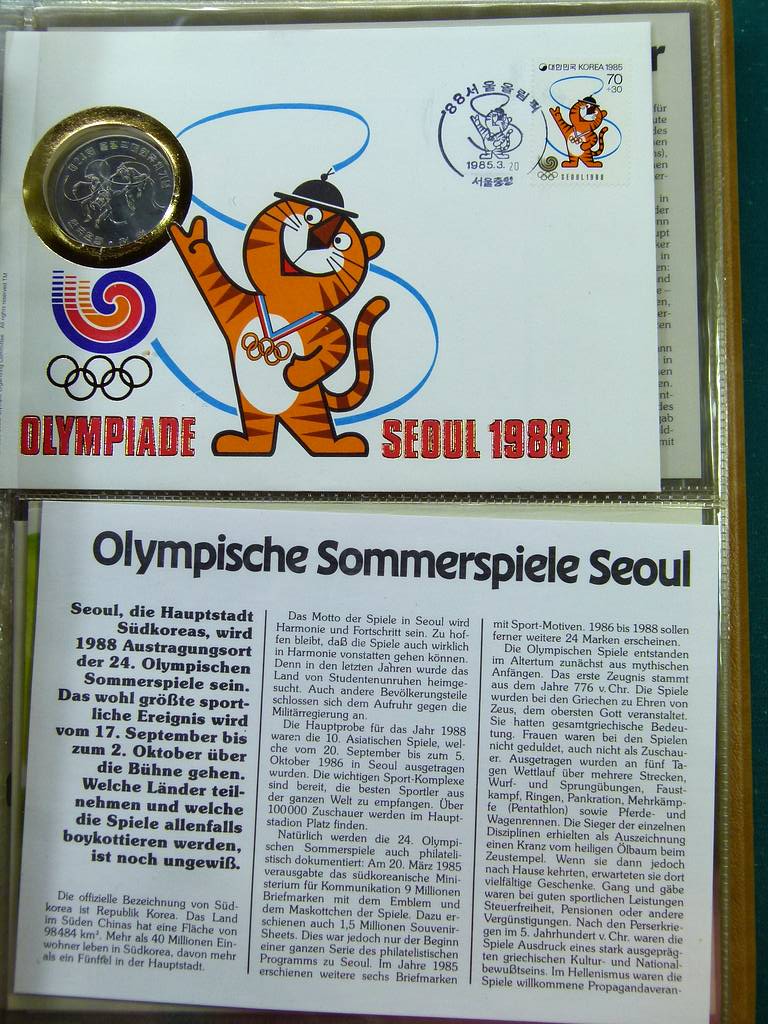 대한민국 KOREA 1985
70
+30
'88서울올림픽
1985.3.20
서울중앙
SEOUL 1988
OLYMPIADE SEOUL 1988
Olympische Sommerspiele Seoul
Seoul, die Hauptstadt
Südkoreas, wird
1988 Austragungsort
der 24. Olympischen
Sommerspiele sein.
Das wohl größte sport-
liche Ereignis wird
vom 17. September bis
zum 2. Oktober über
die Bühne gehen.
Welche Länder teil-
nehmen und welche
die Spiele allenfalls
boykottieren werden,
ist noch ungewiß.
Die offizielle Bezeichnung von Süd-
korea ist Republik Korea. Das Land
im Süden Chinas hat eine Fläche von
98484 km². Mehr als 40 Millionen Ein-
wohner leben in Südkorea, davon mehr
als ein Fünftel in der Hauptstadt.
Das Motto der Spiele in Seoul wird
Harmonie und Fortschritt sein. Zu hof-
fen bleibt, daß die Spiele auch wirklich
in Harmonie vonstatten gehen können.
Denn in den letzten Jahren wurde das
Land von Studentenunruhen heimge-
sucht. Auch andere Bevölkerungsteile
schlossen sich dem Aufruhr gegen die
Militärregierung an.
Die Hauptprobe für das Jahr 1988
waren die 10. Asiatischen Spiele, wel-
che vom 20. September bis zum 5.
Oktober 1986 in Seoul ausgetragen
wurden. Die wichtigen Sport-Komplexe
sind bereit, die besten Sportler aus
der ganzen Welt zu empfangen. Über
100000 Zuschauer werden im Haupt-
stadion Platz finden.
Natürlich werden die 24. Olympi-
schen Sommerspiele auch philateli-
stisch dokumentiert: Am 20. März 1985
verausgabte das südkoreanische Mini-
sterium für Kommunikation 9 Millionen
Briefmarken mit dem Emblem und
dem Maskottchen der Spiele. Dazu er-
schienen auch 1,5 Millionen Souvenir-
Sheets. Dies war jedoch nur der Beginn
einer ganzen Serie des philatelistischen
Programms zu Seoul. Im Jahre 1985
erschienen weitere sechs Briefmarken
mit Sport-Motiven. 1986 bis 1988 sollen
ferner weitere 24 Marken erscheinen.
Die Olympischen Spiele entstanden
im Altertum zunächst aus mythischen
Anfängen. Das erste Zeugnis stammt
aus dem Jahre 776 v. Chr. Die Spiele
wurden bei den Griechen zu Ehren von
Zeus, dem obersten Gott veranstaltet.
Sie hatten gesamtgriechische Bedeu-
tung. Frauen waren bei den Spielen
nicht geduldet, auch nicht als Zuschau-
er. Ausgetragen wurden an fünf Ta-
gen Wettlauf über mehrere Strecken,
Wurf- und Sprungübungen, Faust-
kampf, Ringen, Pankration, Mehrkämp-
fe (Pentathlon) sowie Pferde- und
Wagenrennen. Die Sieger der einzelnen
Disziplinen erhielten als Auszeichnung
einen Kranz vom heiligen Ölbaum beim
Zeustempel. Wenn sie dann jedoch
nach Hause kehrten, erwarteten sie dort
vielfältige Geschenke. Gang und gäbe
waren bei guten sportlichen Leistungen
Steuerfreiheit, Pensionen oder andere
Vergünstigungen. Nach den Perserkrie-
gen im 5. Jahrhundert v. Chr. waren die
Spiele Ausdruck eines stark ausgepräg-
ten griechischen Kultur- und National-
bewußtseins. Im Hellenismus waren die
Spiele willkommene Propagandaveran-